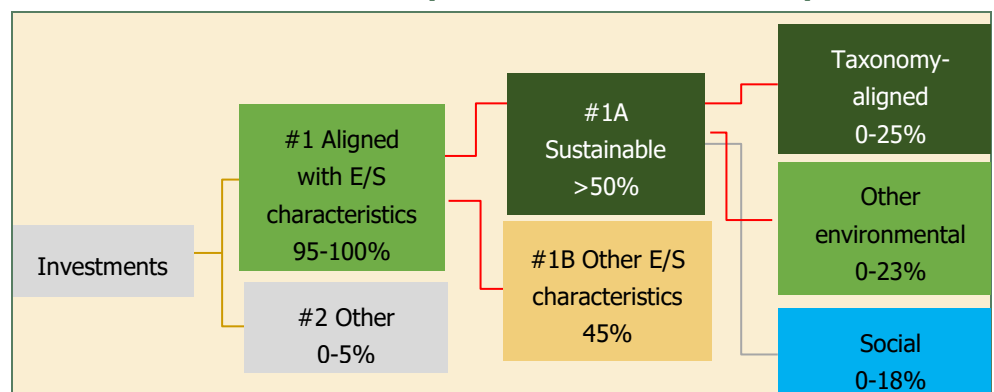 Investments
#1 Aligned
with E/S
characteristics
95-100%
#2 Other
0-5%
#1A
Sustainable
>50%
#1B Other E/S
characteristics
45%
Taxonomy-
aligned
0-25%
Other
environmental
0-23%
Social
0-18%